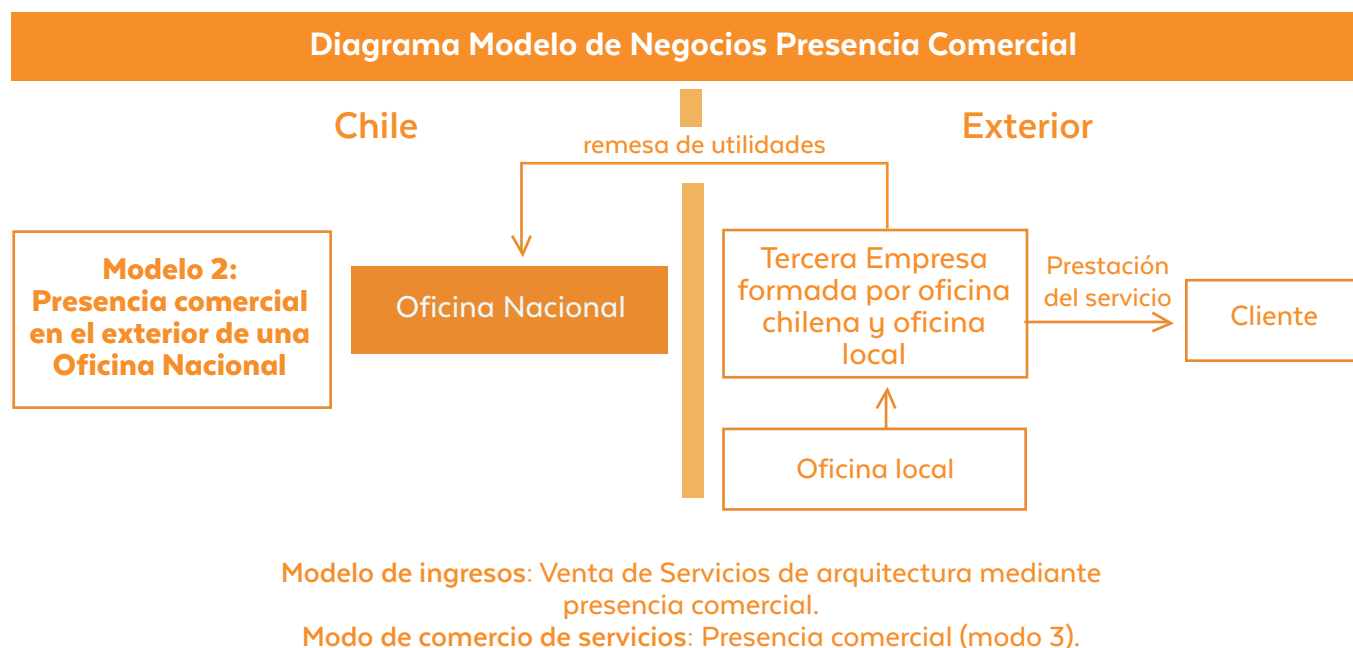 Diagrama Modelo de Negocios Presencia Comercial
Chile
Exterior
remesa de utilidades
Modelo 2:
Presencia comercial
en el exterior de una
Oficina Nacional
Oficina Nacional
Tercera Empresa
formada por oficina
chilena y oficina
local
Prestación
del servicio
Cliente
Oficina local
Modelo de ingresos: Venta de Servicios de arquitectura mediante
presencia comercial.
Modo de comercio de servicios: Presencia comercial (modo 3).